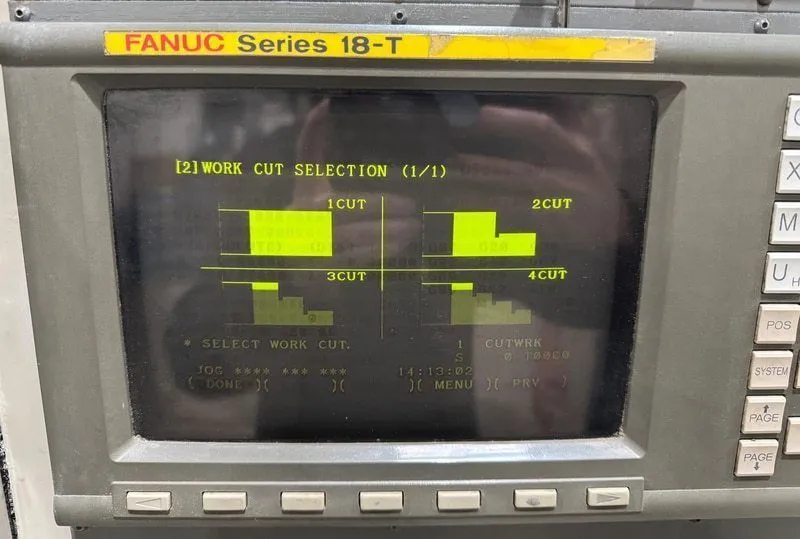 FANUC Series 18-T
[2]WORK CUT SELECTION (1/1)
1CUT
2CUT
3CUT
4CUT
* SELECT WORK CUT.
1 CUTWRK
S 0 T0000
JOG **** *** *** 14:13:02
( DONE )( )( )( MENU )( PRV )
X
M
U H
POS
SYSTEM
PAGE
PAGE